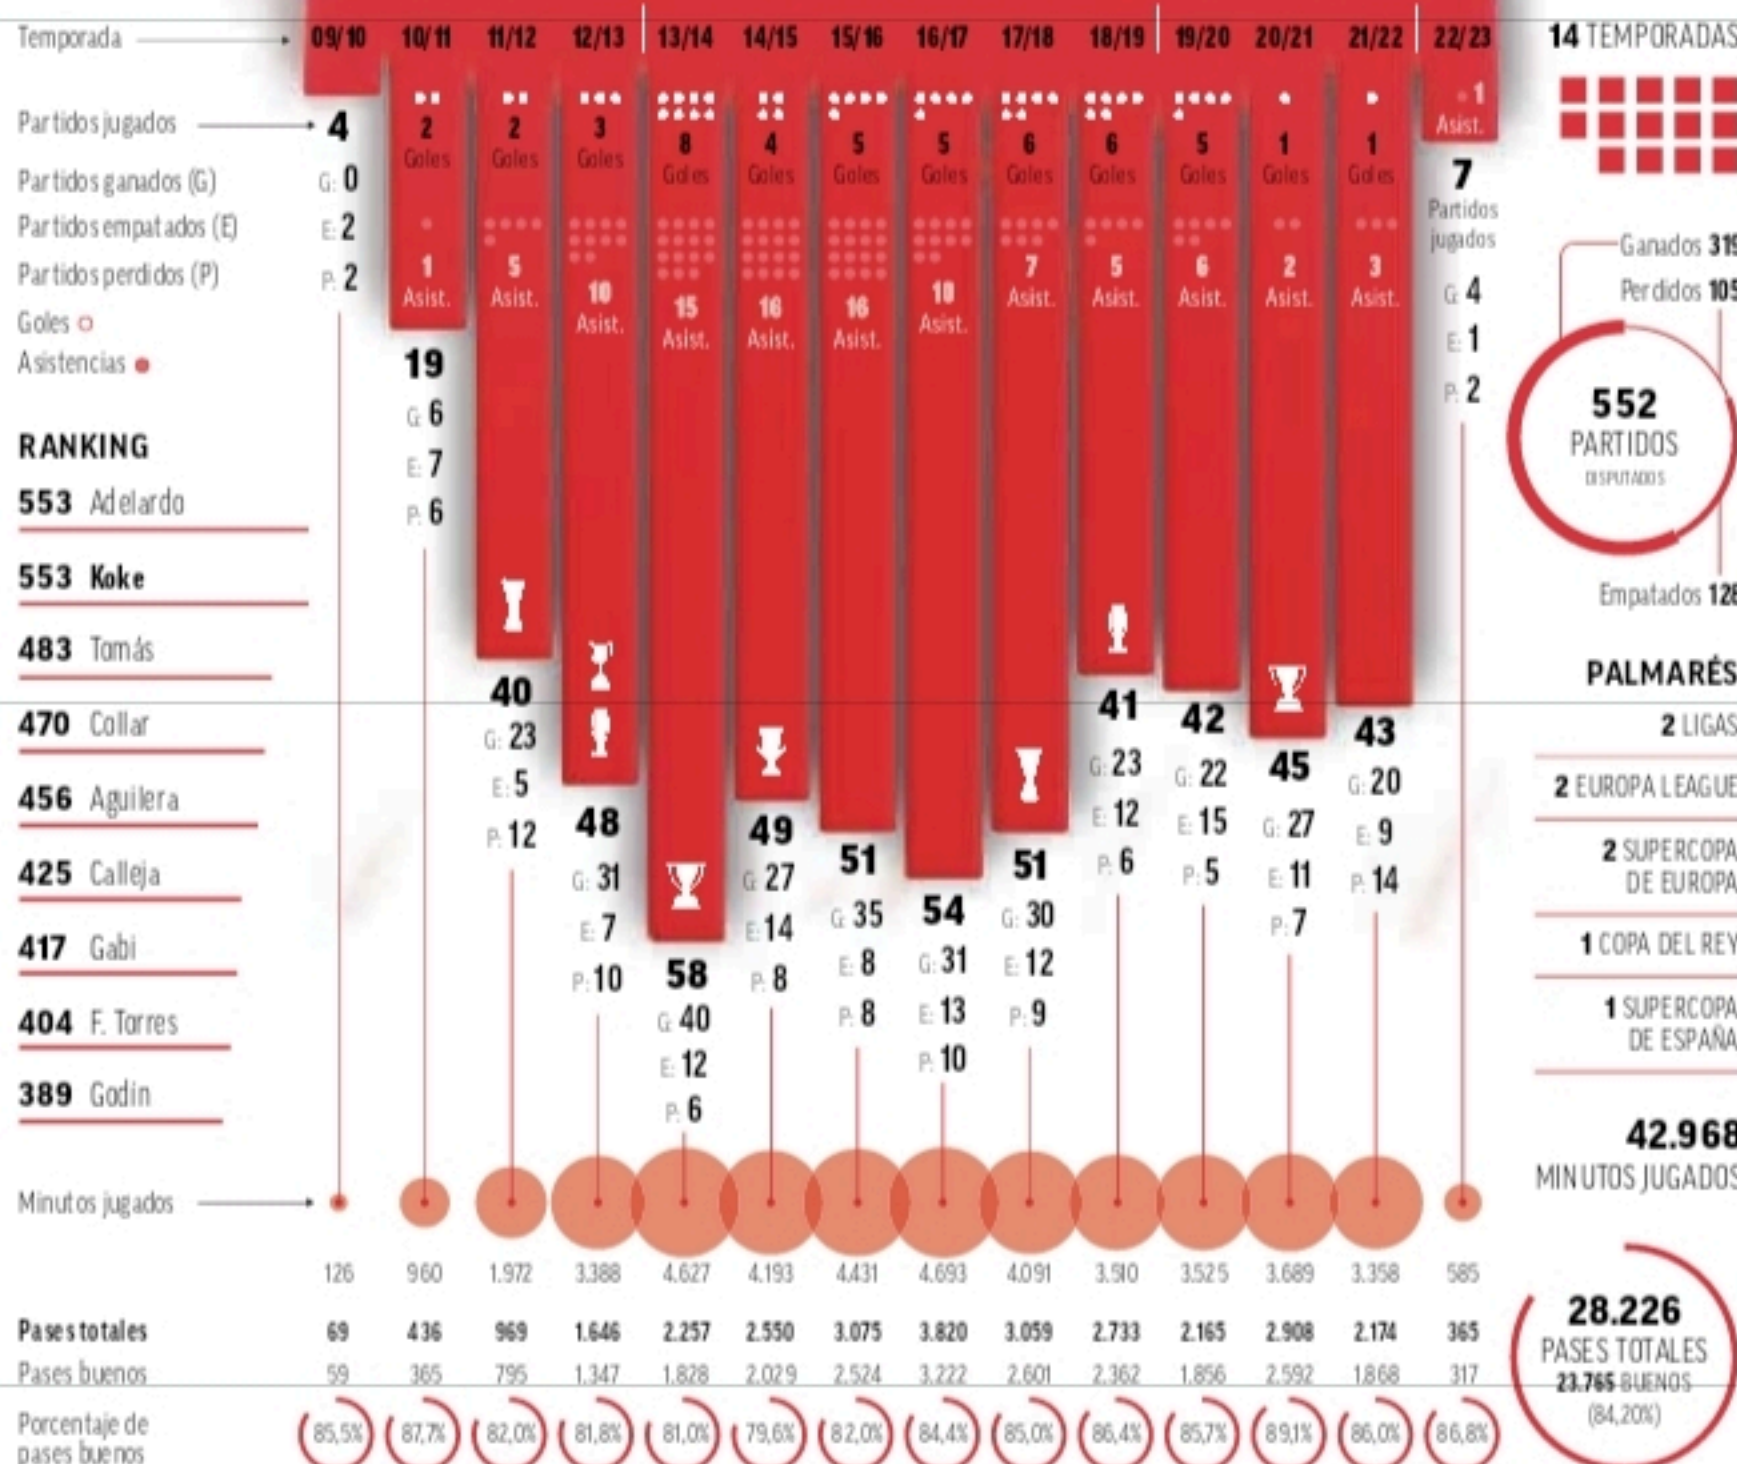 Temporada 09/10 10/11 11/12 12/13 13/14 14/15 15/16 16/17 17/18 18/19 19/20 20/21 21/22 22/23
14 TEMPORADAS
Partidos jugados 4
Partidos ganados (G) G: 0
Partidos empatados (E) E: 2
Partidos perdidos (P) P: 2
Goles
Asistencias
2 Goles
1 Asist.
19
G: 6
E: 7
P: 6
2 Goles
5 Asist.
40
G: 23
E: 5
P: 12
3 Goles
10 Asist.
48
G: 31
E: 7
P: 10
8 Goles
15 Asist.
58
G: 40
E: 12
P: 6
4 Goles
16 Asist.
49
G: 27
E: 14
P: 8
5 Goles
16 Asist.
51
G: 35
E: 8
P: 8
5 Goles
10 Asist.
54
G: 31
E: 13
P: 10
6 Goles
7 Asist.
51
G: 30
E: 12
P: 9
6 Goles
5 Asist.
41
G: 23
E: 12
P: 6
5 Goles
6 Asist.
42
G: 22
E: 15
P: 5
1 Goles
2 Asist.
45
G: 27
E: 11
P: 7
1 Goles
3 Asist.
43
G: 20
E: 9
P: 14
1
Asist.
7
Partidos
jugados
G: 4
E: 1
P: 2
RANKING
553 Adelardo
553 Koke
483 Tomás
470 Collar
456 Aguilera
425 Calleja
417 Gabi
404 F. Torres
389 Godín
Ganados 319
Perdidos 105
552
PARTIDOS
DISPUTADOS
Empatados 128
PALMARÉS
2 LIGAS
2 EUROPA LEAGUE
2 SUPERCOPA
DE EUROPA
1 COPA DEL REY
1 SUPERCOPA
DE ESPAÑA
42.968
MINUTOS JUGADOS
Minutos jugados
126 960 1.972 3.388 4.627 4.193 4.431 4.693 4.091 3.525 3.689 3.358 585
Pases totales 69 436 969 1.646 2.257 2.550 3.075 3.820 3.059 2.733 2.165 2.908 2.174 365
Pases buenos 59 365 795 1.347 1.828 2.029 2.524 3.222 2.601 2.362 1.856 2.592 1.868 317
Porcentaje de
pases buenos
85,5% 87,7% 82,0% 81,8% 81,0% 79,6% 82,0% 84,4% 85,0% 86,4% 85,7% 89,1% 86,0% 86,8%
28.226
PASES TOTALES
23.765 BUENOS
(84,20%)